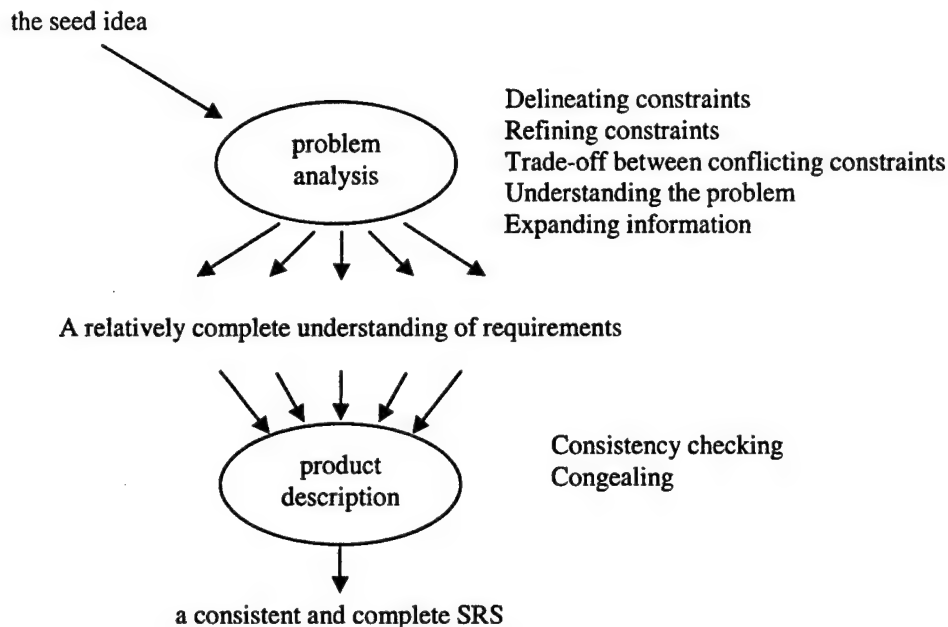 the seed idea
problem
analysis
Delineating constraints
Refining constraints
Trade-off between conflicting constraints
Understanding the problem
Expanding information
A relatively complete understanding of requirements
product
description
Consistency checking
Congealing
a consistent and complete SRS